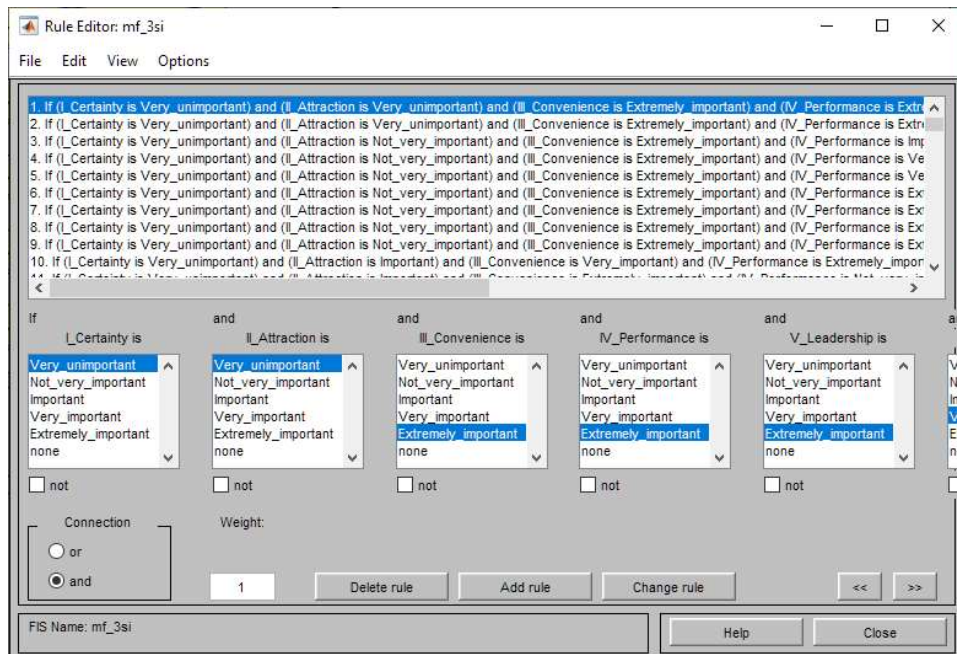 Rule Editor: mf_3si
File Edit View Options
1. If (I_Certainty is Very_unimportant) and (II_Attraction is Very_unimportant) and (III_Convenience is Extremely_important) and (IV_Performance is Extr
2. If (I_Certainty is Very_unimportant) and (II_Attraction is Very_unimportant) and (III_Convenience is Extremely_important) and (IV_Performance is Extr
3. If (I_Certainty is Very_unimportant) and (II_Attraction is Not_very_important) and (III_Convenience is Extremely_important) and (IV_Performance is Imp
4. If (I_Certainty is Very_unimportant) and (II_Attraction is Not_very_important) and (III_Convenience is Extremely_important) and (IV_Performance is Ve
5. If (I_Certainty is Very_unimportant) and (II_Attraction is Not_very_important) and (III_Convenience is Extremely_important) and (IV_Performance is Ve
6. If (I_Certainty is Very_unimportant) and (II_Attraction is Not_very_important) and (III_Convenience is Extremely_important) and (IV_Performance is Ext
7. If (I_Certainty is Very_unimportant) and (II_Attraction is Not_very_important) and (III_Convenience is Extremely_important) and (IV_Performance is Ext
8. If (I_Certainty is Very_unimportant) and (II_Attraction is Not_very_important) and (III_Convenience is Extremely_important) and (IV_Performance is Ext
9. If (I_Certainty is Very_unimportant) and (II_Attraction is Not_very_important) and (III_Convenience is Extremely_important) and (IV_Performance is Ext
10. If (I_Certainty is Very_unimportant) and (II_Attraction is Important) and (III_Convenience is Very_important) and (IV_Performance is Extremely_impor
If and and and and
I_Certainty is II_Attraction is III_Convenience is IV_Performance is V_Leadership is
Very_unimportant Very_unimportant Very_unimportant Very_unimportant Very_unimportant
Not_very_important Not_very_important Not_very_important Not_very_important Not_very_important
Important Important Important Important Important
Very_important Very_important Very_important Very_important Very_important
Extremely_important Extremely_important Extremely_important Extremely_important Extremely_important
none none none none none
not not not not
Connection Weight:
or
and 1 Delete rule Add rule Change rule << >>
FIS Name: mf_3si Help Close